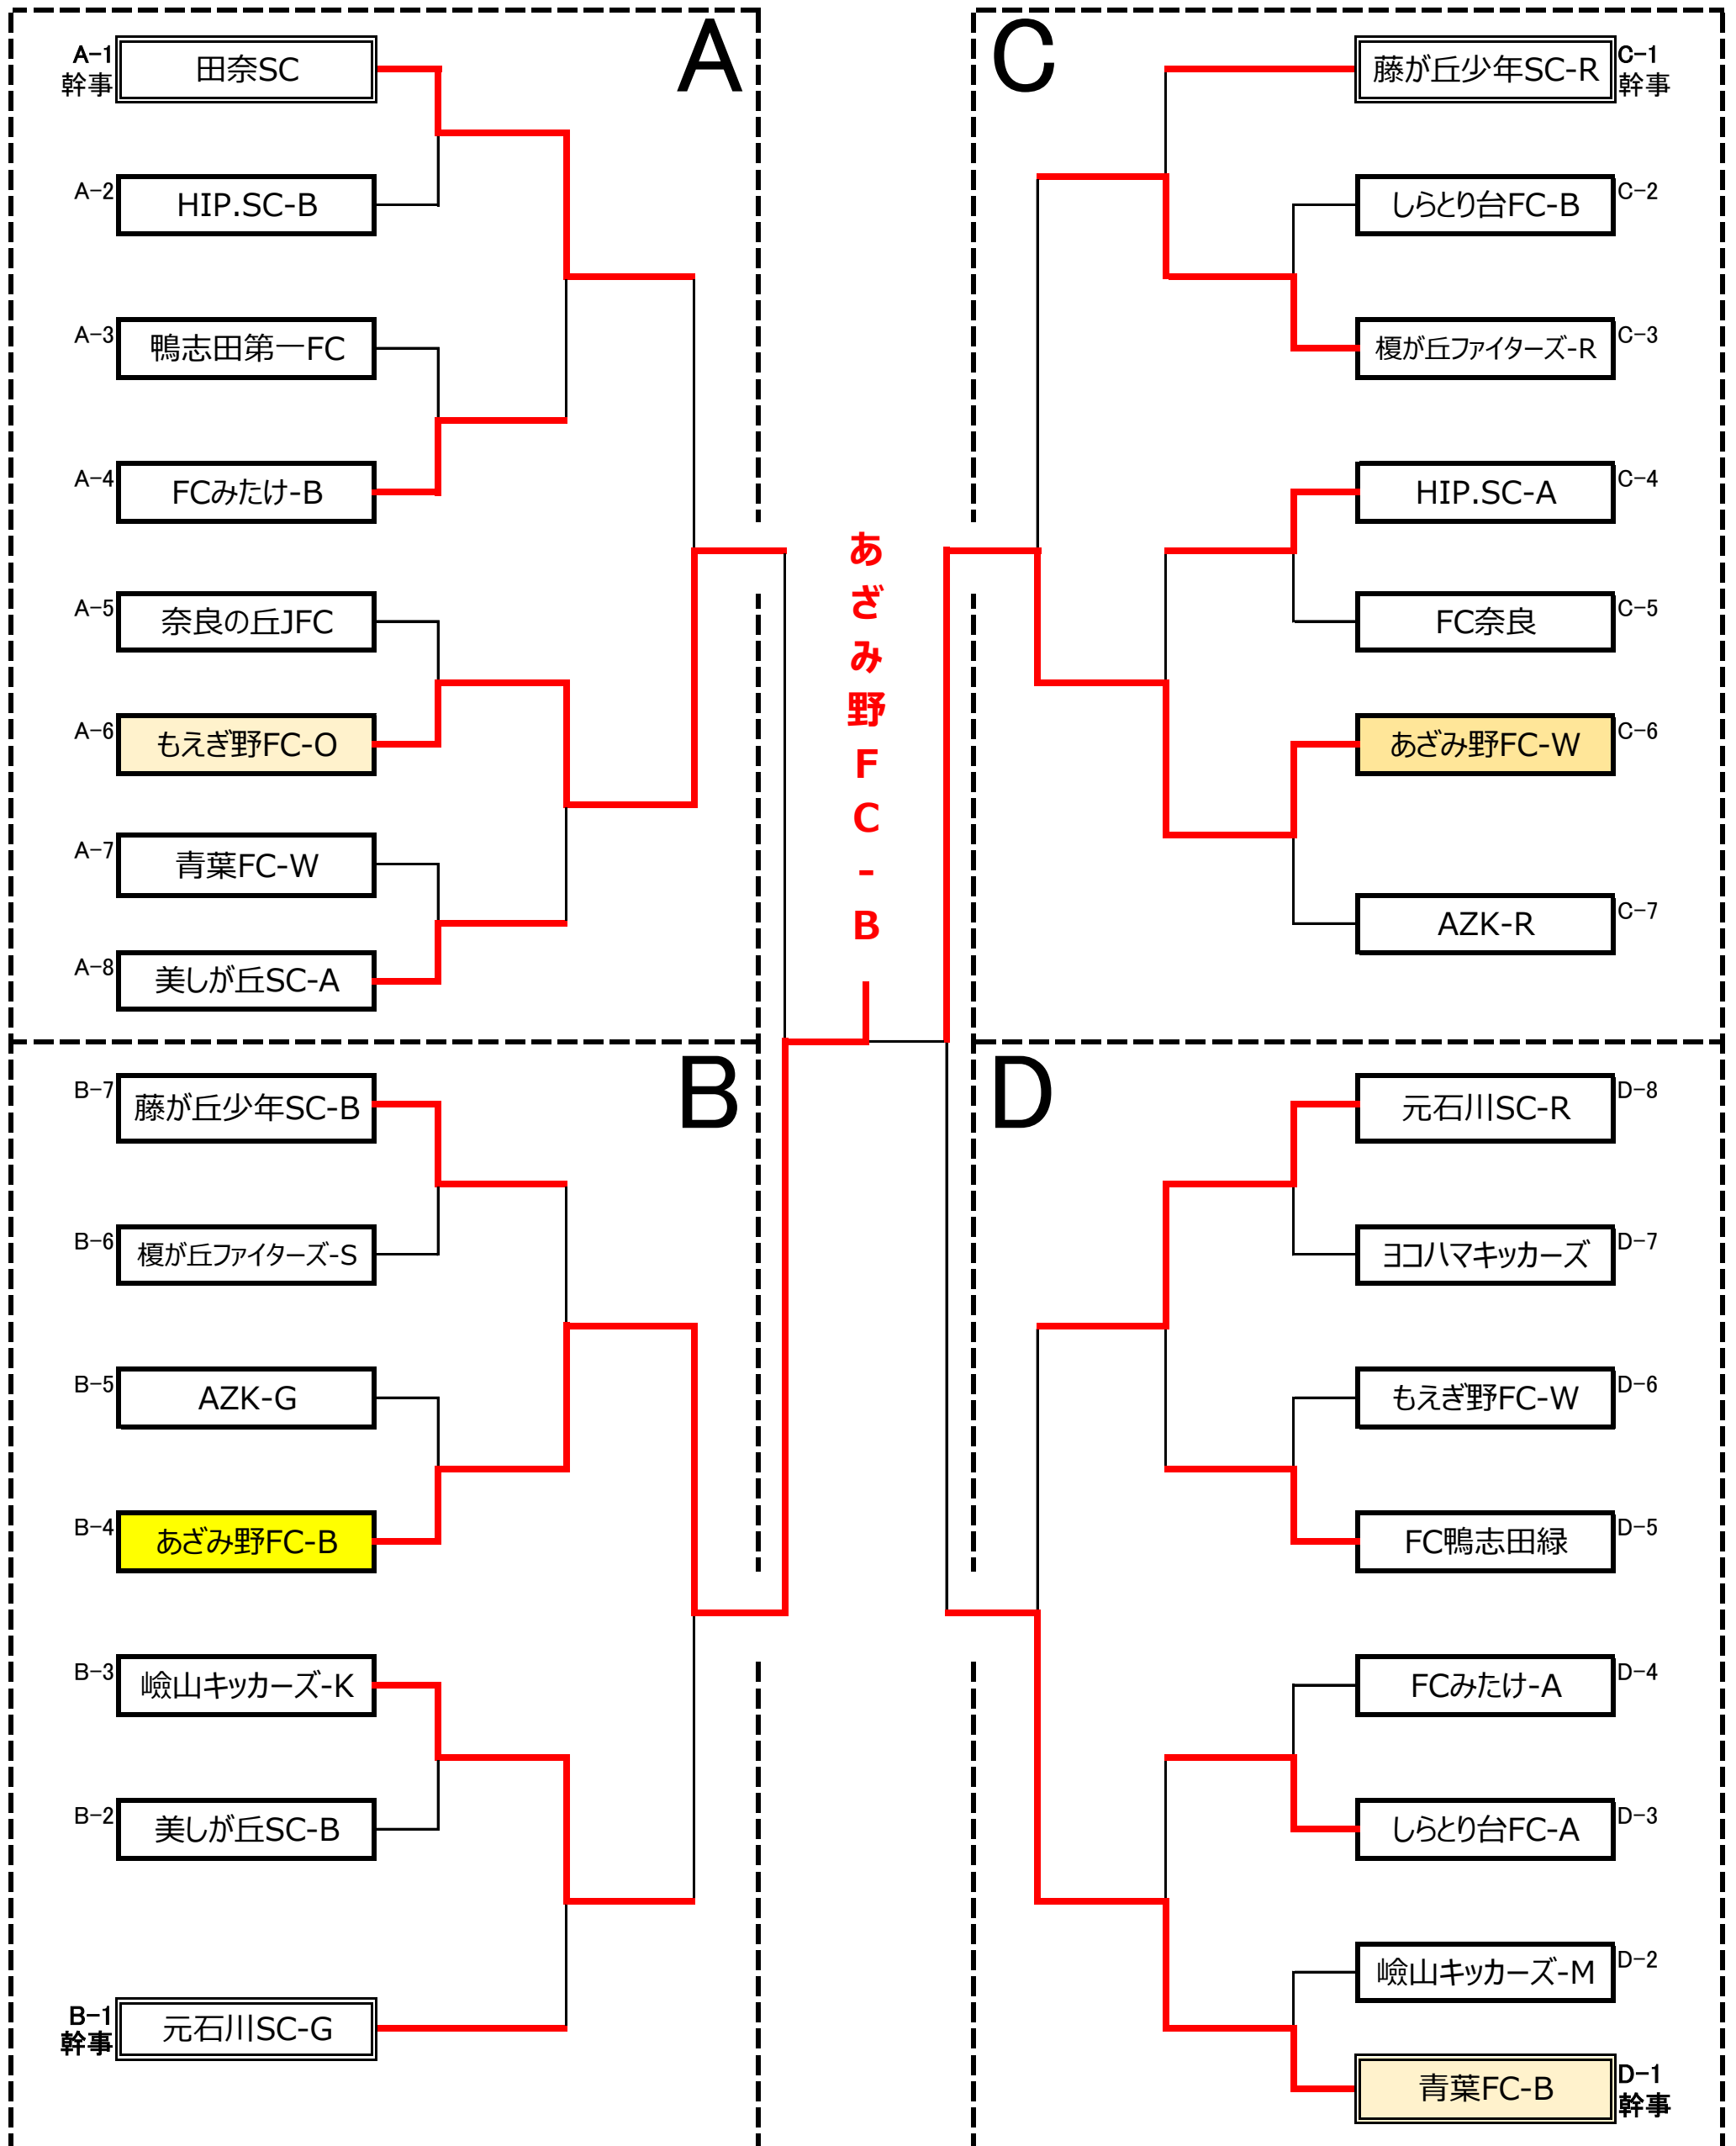 A
A-1
幹事
田奈SC
A-2
HIP.SC-B
A-3
鴨志田第一FC
A-4
FCみたけ-B
A-5
奈良の丘JFC
A-6
もえぎ野FC-O
A-7
青葉FC-W
A-8
美しが丘SC-A
B
B-7
藤が丘少年SC-B
B-6
榎が丘ファイターズ-S
B-5
AZK-G
B-4
あざみ野FC-B
B-3
嶮山キッカーズ-K
B-2
美しが丘SC-B
B-1
幹事
元石川SC-G
あざみ野FC-B
C
藤が丘少年SC-R
C-1
幹事
しらとり台FC-B
C-2
榎が丘ファイターズ-R
C-3
HIP.SC-A
C-4
FC奈良
C-5
あざみ野FC-W
C-6
AZK-R
C-7
D
元石川SC-R
D-8
ヨコハマキッカーズ
D-7
もえぎ野FC-W
D-6
FC鴨志田緑
D-5
FCみたけ-A
D-4
しらとり台FC-A
D-3
嶮山キッカーズ-M
D-2
青葉FC-B
D-1
幹事